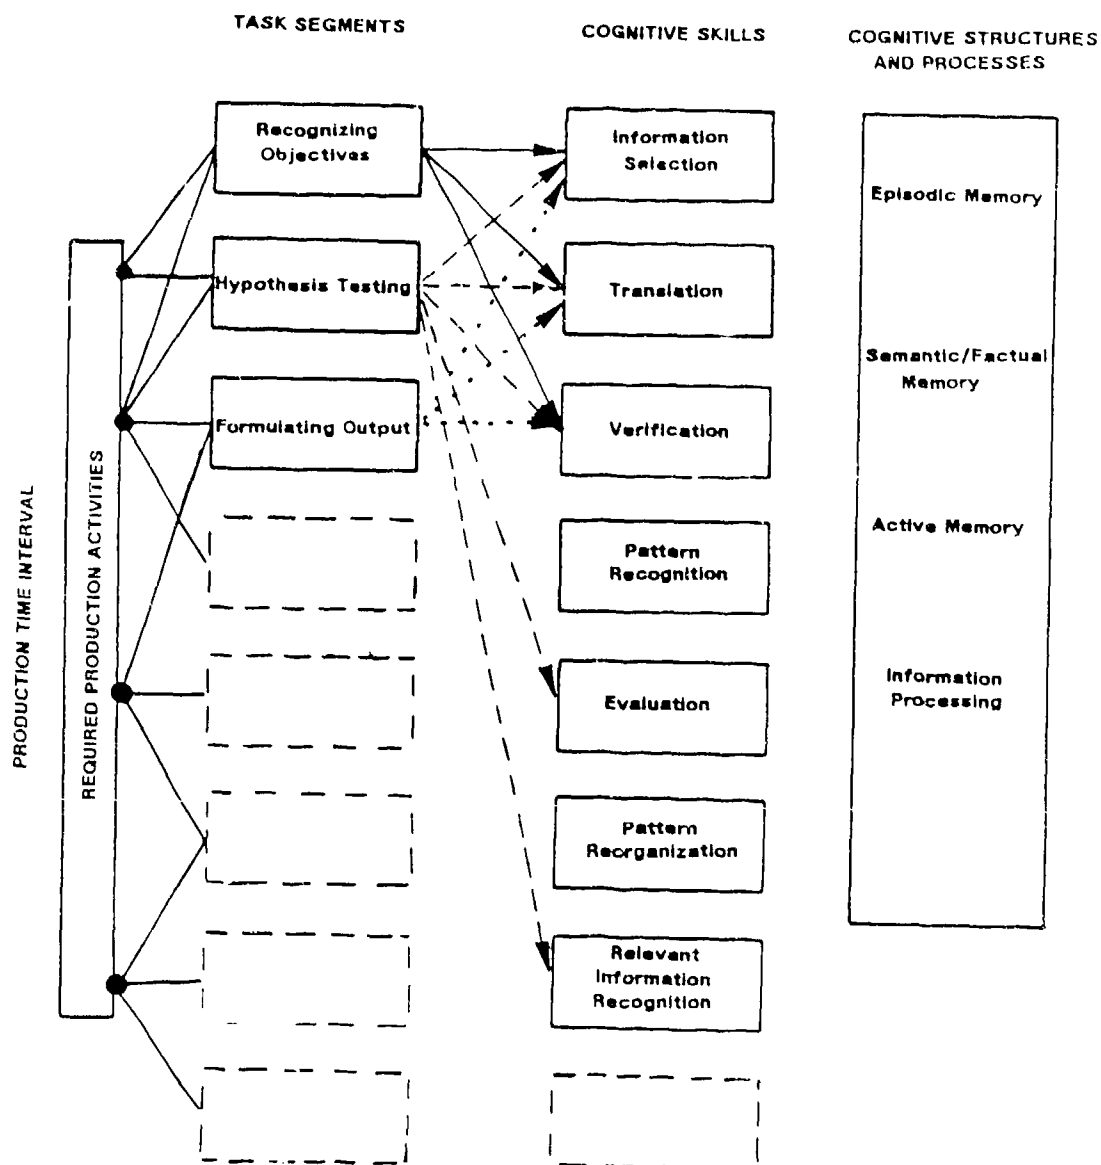 TASK SEGMENTS
COGNITIVE SKILLS
COGNITIVE STRUCTURES
AND PROCESSES
Recognizing
Objectives
Hypothesis Testing
Formulating Output
Information
Selection
Translation
Verification
Pattern
Recognition
Evaluation
Pattern
Reorganization
Relevant
Information
Recognition
Episodic Memory
Semantic/Factual
Memory
Active Memory
Information
Processing
PRODUCTION TIME INTERVAL
REQUIRED PRODUCTION ACTIVITIES